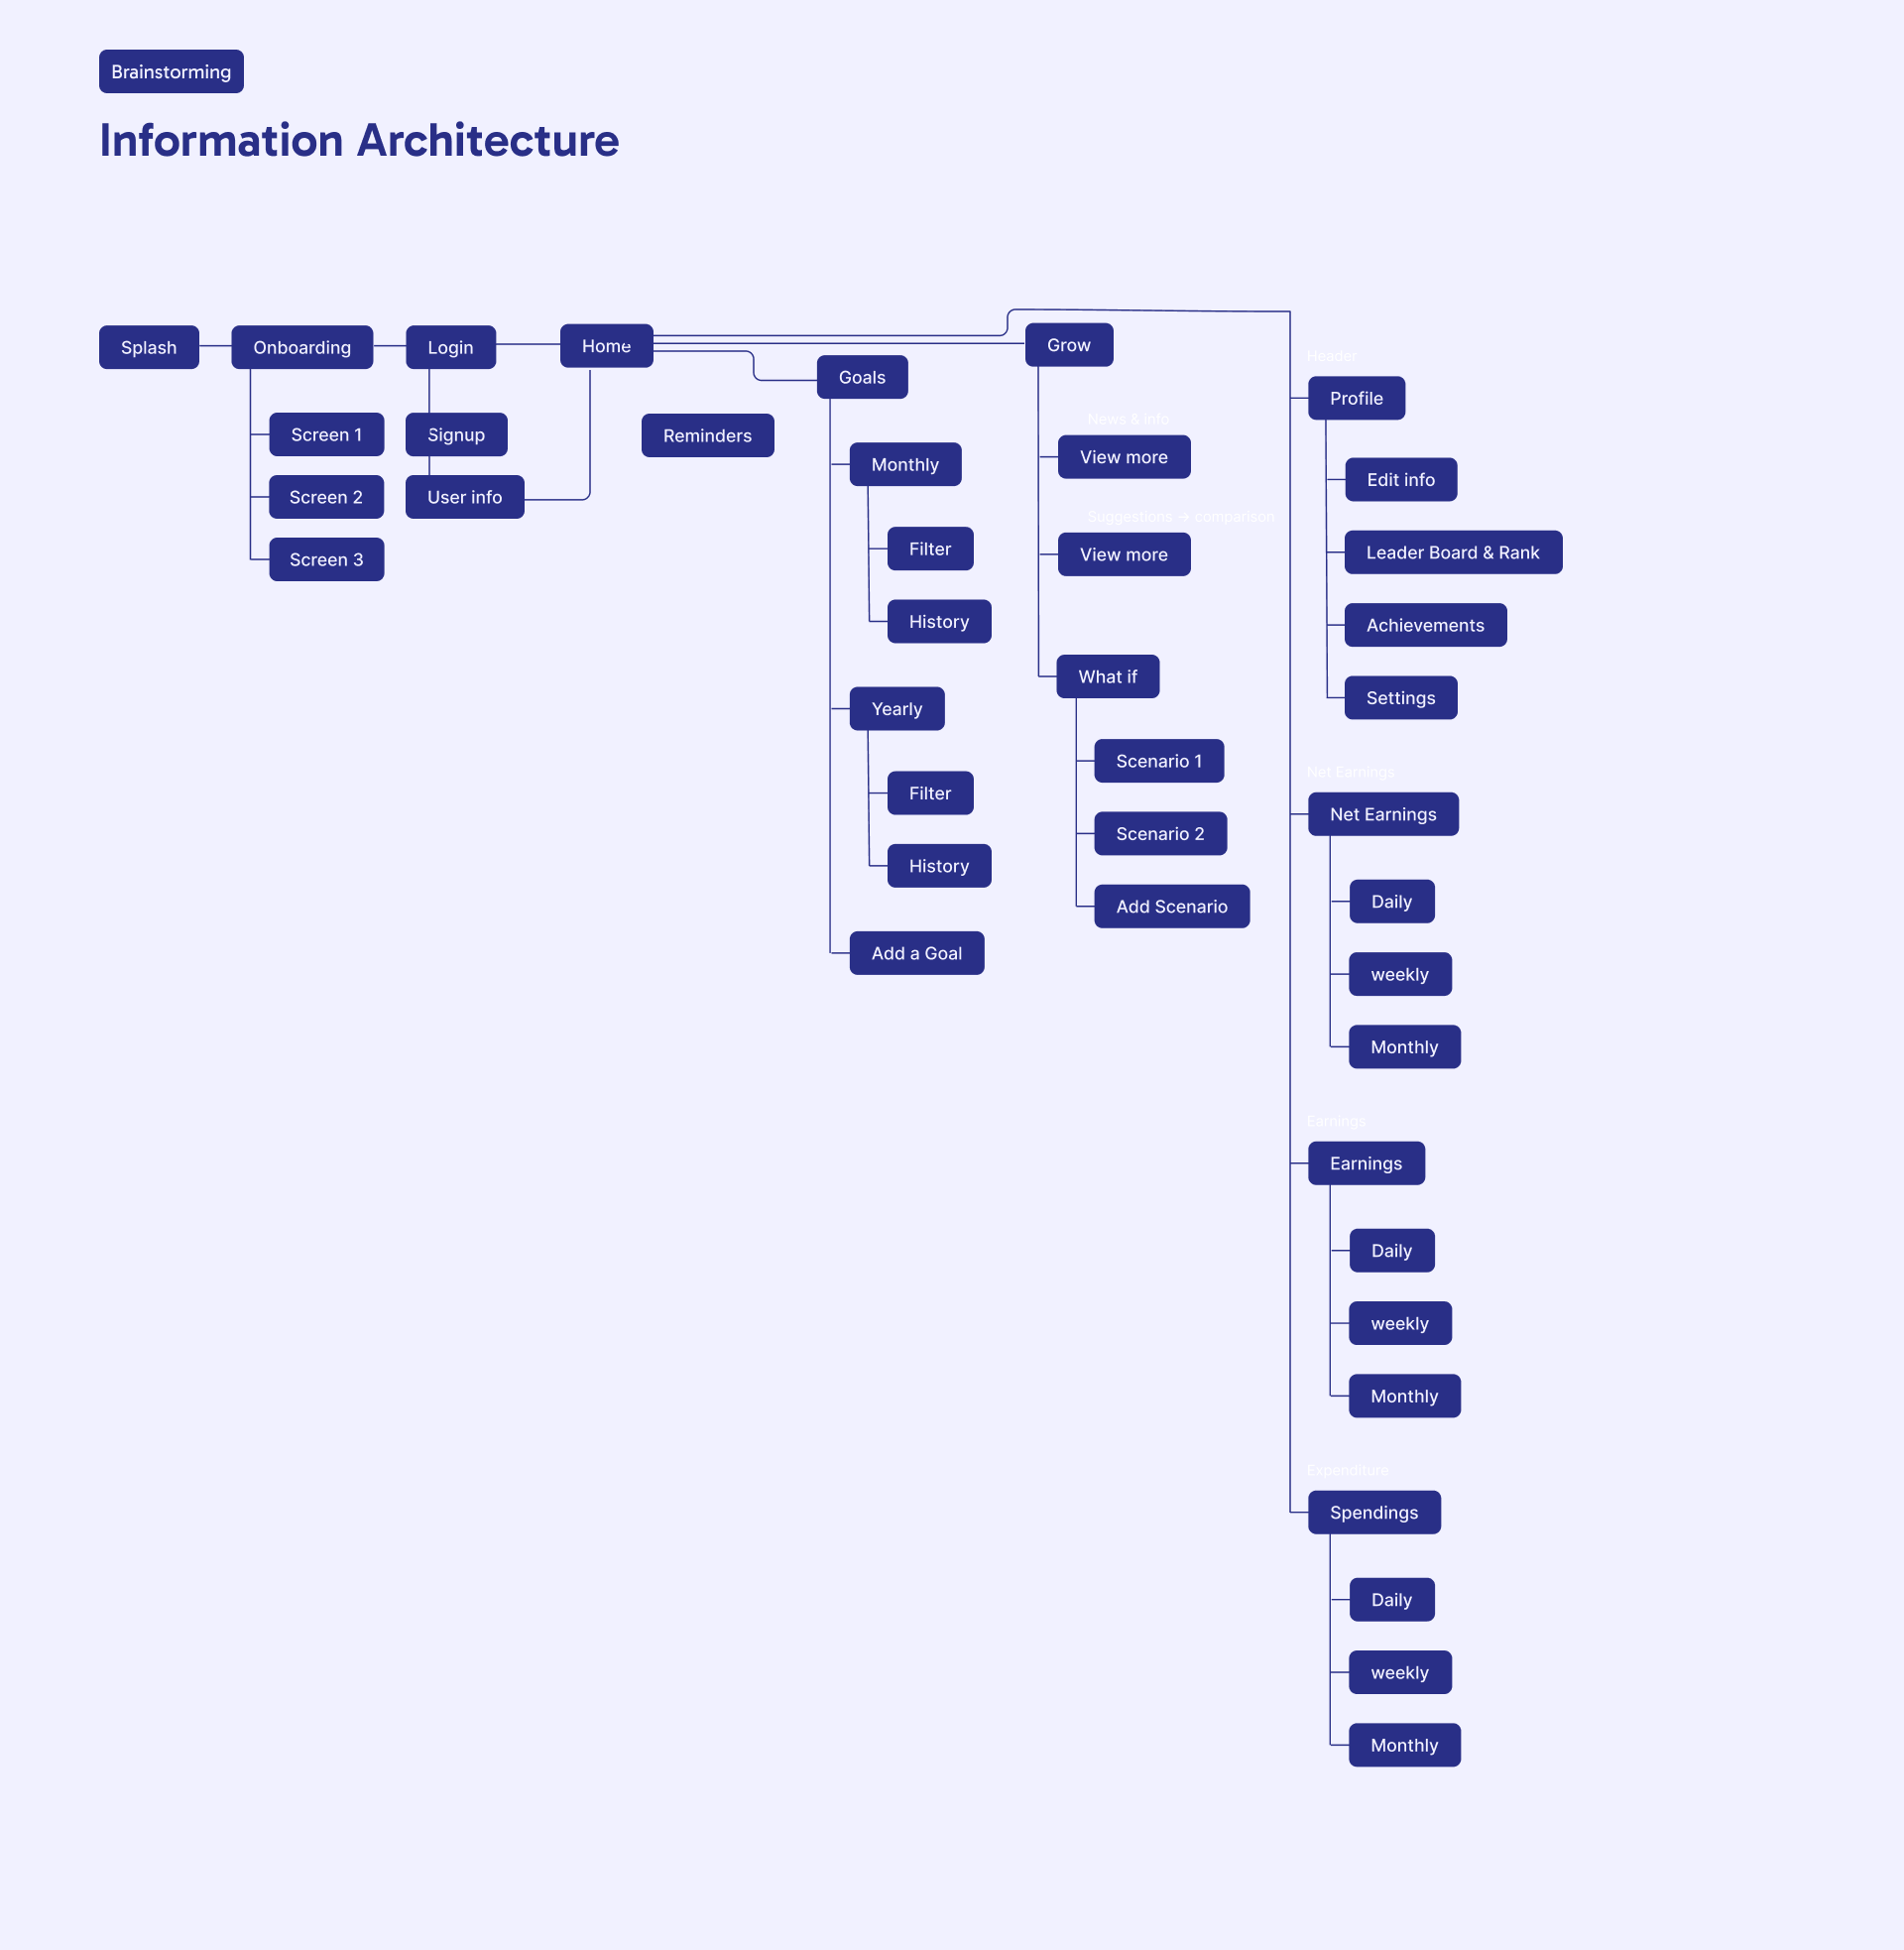 Brainstorming
Information Architecture
Splash
Onboarding
Screen 1
Screen 2
Screen 3
Login
Signup
User info
Home
Reminders
Goals
Monthly
Filter
History
Yearly
Filter
History
Add a Goal
Grow
News & info
View more
Suggestions → comparison
View more
What if
Scenario 1
Scenario 2
Add Scenario
Header
Profile
Edit info
Leader Board & Rank
Achievements
Settings
Net Earnings
Net Earnings
Daily
weekly
Monthly
Earnings
Earnings
Daily
weekly
Monthly
Expenditure
Spendings
Daily
weekly
Monthly